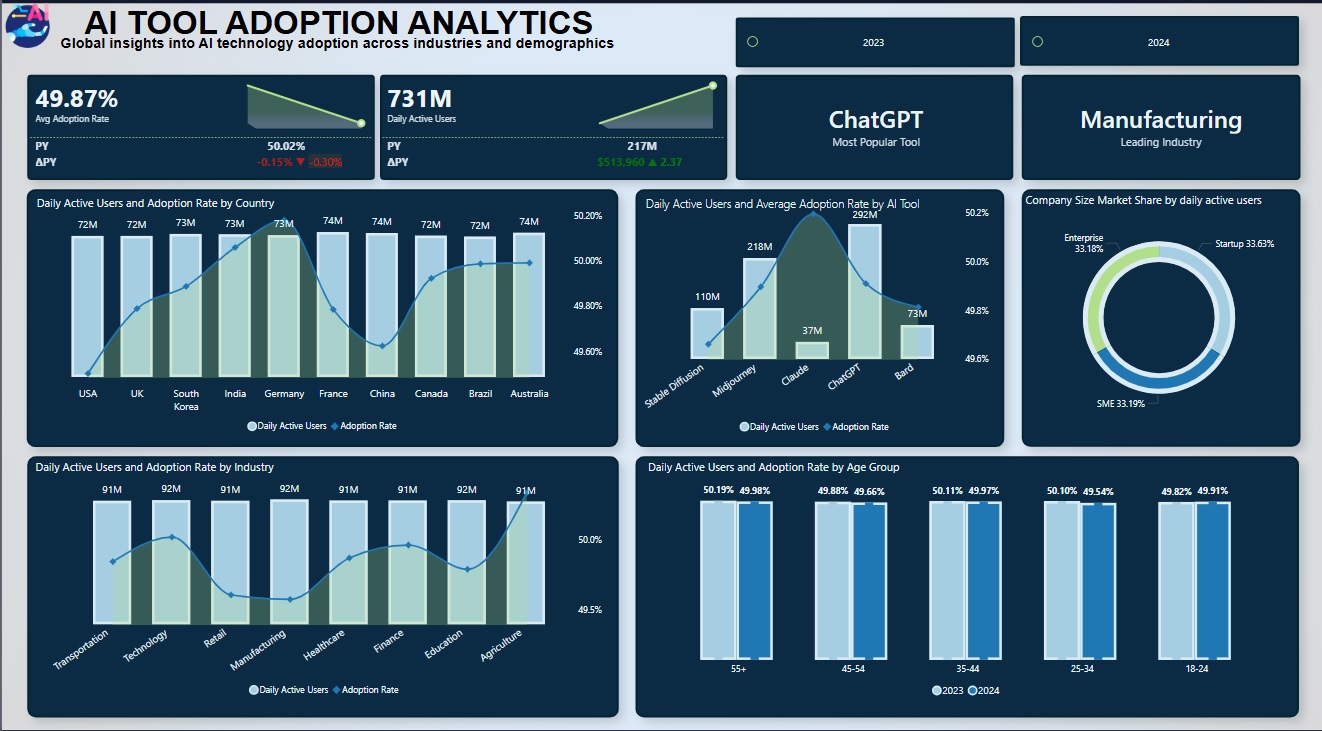 AI
AI TOOL ADOPTION ANALYTICS
Global insights into AI technology adoption across industries and demographics
2023
2024
49.87%
Avg Adoption Rate
PY 50.02%
ΔPY -0.15% ▼ -0.30%
731M
Daily Active Users
PY 217M
ΔPY $513,960 ▲ 2.37
ChatGPT
Most Popular Tool
Manufacturing
Leading Industry
Daily Active Users and Adoption Rate by Country
72M 72M 73M 73M 73M 74M 74M 72M 72M 74M
50.20%
50.00%
49.80%
49.60%
USA UK South Korea India Germany France China Canada Brazil Australia
Daily Active Users Adoption Rate
Daily Active Users and Average Adoption Rate by AI Tool
110M 218M 37M 292M 73M
50.2%
50.0%
49.8%
49.6%
Stable Diffusion Midjourney Claude ChatGPT Bard
Daily Active Users Adoption Rate
Company Size Market Share by daily active users
Enterprise
33.18%
Startup 33.63%
SME 33.19%
Daily Active Users and Adoption Rate by Industry
91M 92M 91M 92M 91M 91M 92M 91M
50.0%
49.5%
Transportation Technology Retail Manufacturing Healthcare Finance Education Agriculture
Daily Active Users Adoption Rate
Daily Active Users and Adoption Rate by Age Group
50.19% 49.98% 49.88% 49.66% 50.11% 49.97% 50.10% 49.54% 49.82% 49.91%
55+ 45-54 35-44 25-34 18-24
2023 2024